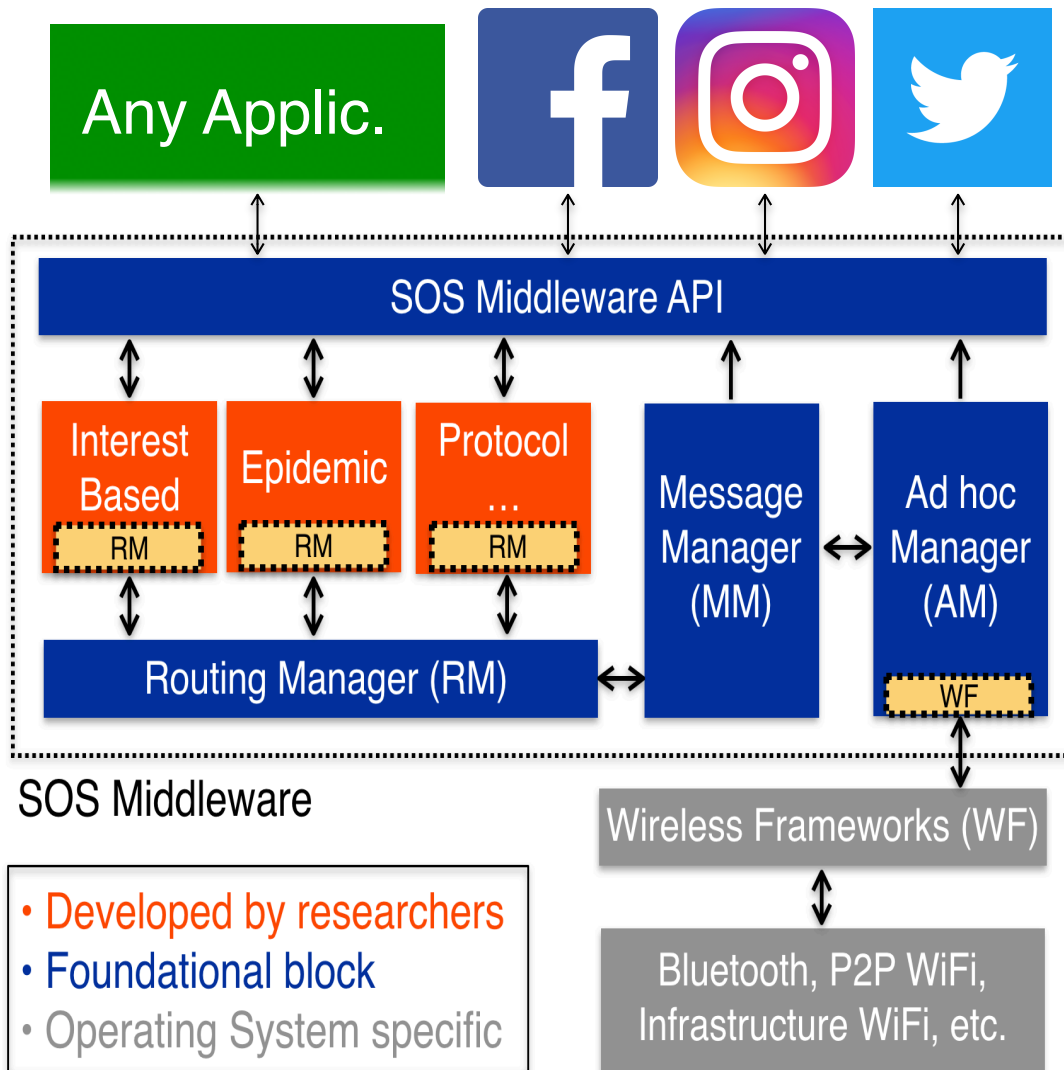 Any Applic.
SOS Middleware API
Interest
Based
RM
Epidemic
RM
Protocol
...
RM
Message
Manager
(MM)
Ad hoc
Manager
(AM)
WF
Routing Manager (RM)
SOS Middleware
Wireless Frameworks (WF)
• Developed by researchers
• Foundational block
• Operating System specific
Bluetooth, P2P WiFi,
Infrastructure WiFi, etc.